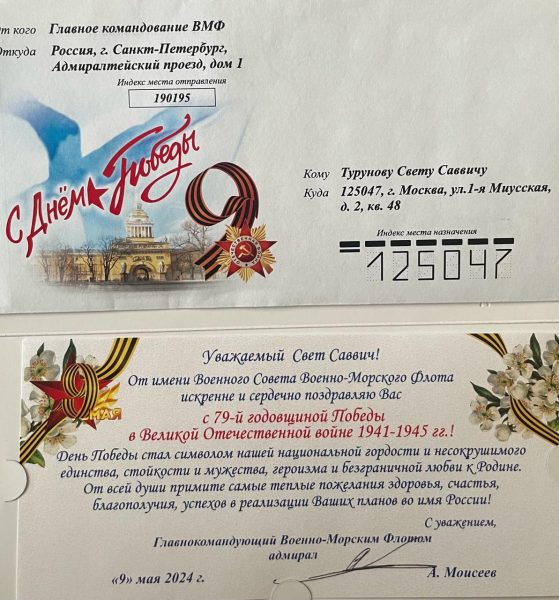 От кого Главное командование ВМФ
Откуда Россия, г. Санкт-Петербург,
Адмиралтейский проезд, дом 1
Индекс места отправления
190195
С Днём Победы
9
Кому Турунову Свету Саввичу
Куда 125047, г. Москва, ул.1-я Миусская,
д. 2, кв. 48
Индекс места назначения
125047
9
МАЯ
Уважаемый Свет Саввич!
От имени Военного Совета Военно-Морского Флота
искренне и сердечно поздравляю Вас
с 79-й годовщиной Победы
в Великой Отечественной войне 1941-1945 гг.!
День Победы стал символом нашей национальной гордости и несокрушимого
единства, стойкости и мужества, героизма и безграничной любви к Родине.
От всей души примите самые теплые пожелания здоровья, счастья,
благополучия, успехов в реализации Ваших планов во имя России!
С уважением,
Главнокомандующий Военно-Морским Флотом
адмирал
«9» мая 2024 г.
А. Моисеев